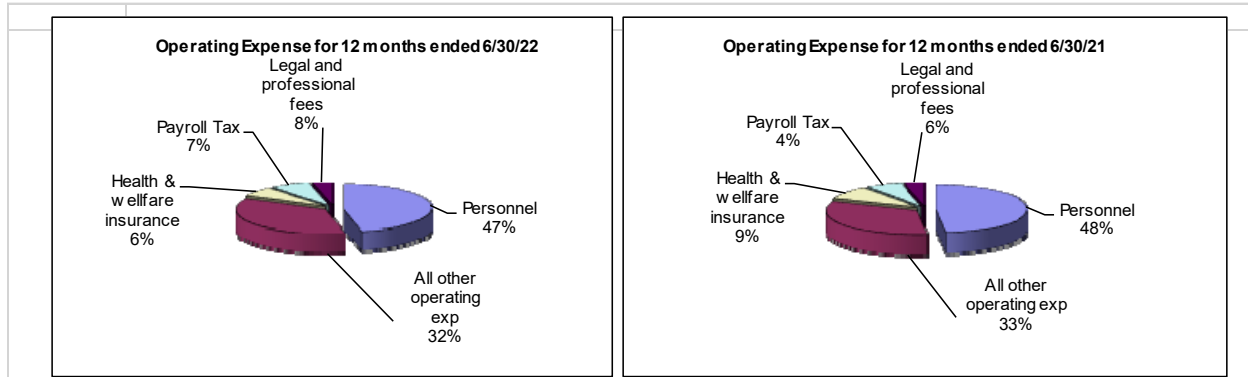 Operating Expense for 12 months ended 6/30/22
Legal and
professional
fees
8%
Payroll Tax
7%
Health &
wellfare
insurance
6%
Personnel
47%
All other
operating
exp
32%
Operating Expense for 12 months ended 6/30/21
Legal and
professional
fees
6%
Payroll Tax
4%
Health &
wellfare
insurance
9%
Personnel
48%
All other
operating exp
33%